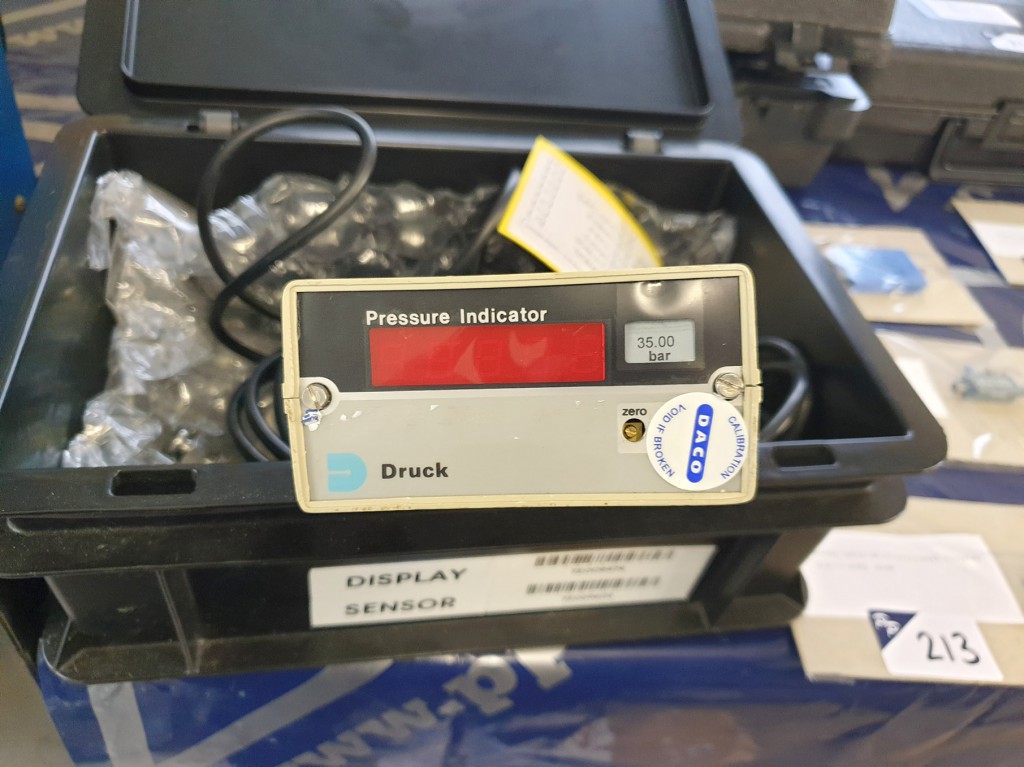 Pressure Indicator
35.00
bar
zero
VOID IF BROKEN
DACO
CALIBRATION
Druck
DISPLAY
SENSOR
213